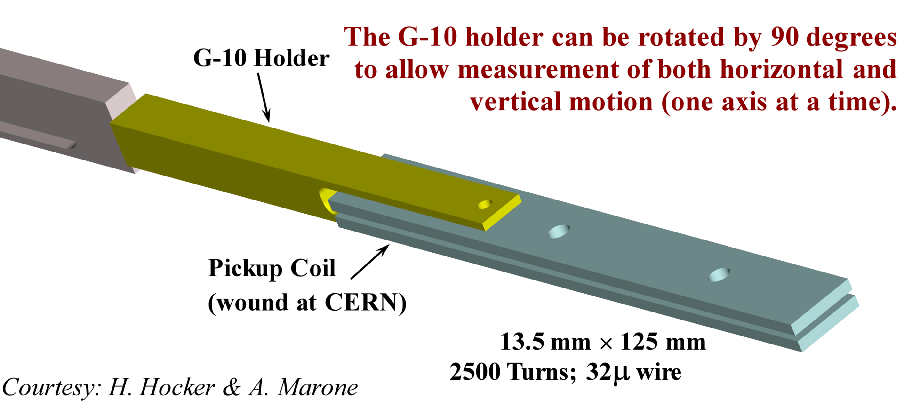 The G-10 holder can be rotated by 90 degrees
to allow measurement of both horizontal and
vertical motion (one axis at a time).
G-10 Holder
Pickup Coil
(wound at CERN)
13.5 mm × 125 mm
2500 Turns; 32μ wire
Courtesy: H. Hocker & A. Marone